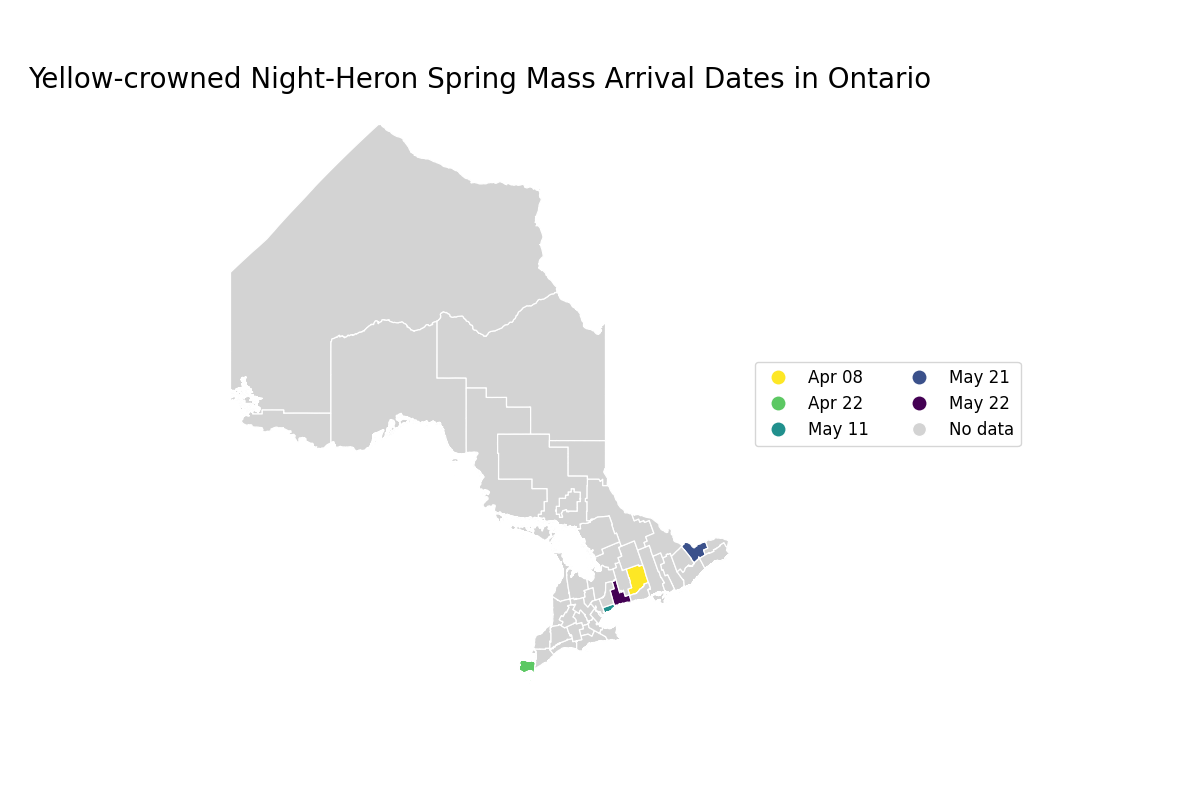 Yellow-crowned Night-Heron Spring Mass Arrival Dates in Ontario
Apr 08
Apr 22
May 11
May 21
May 22
No data